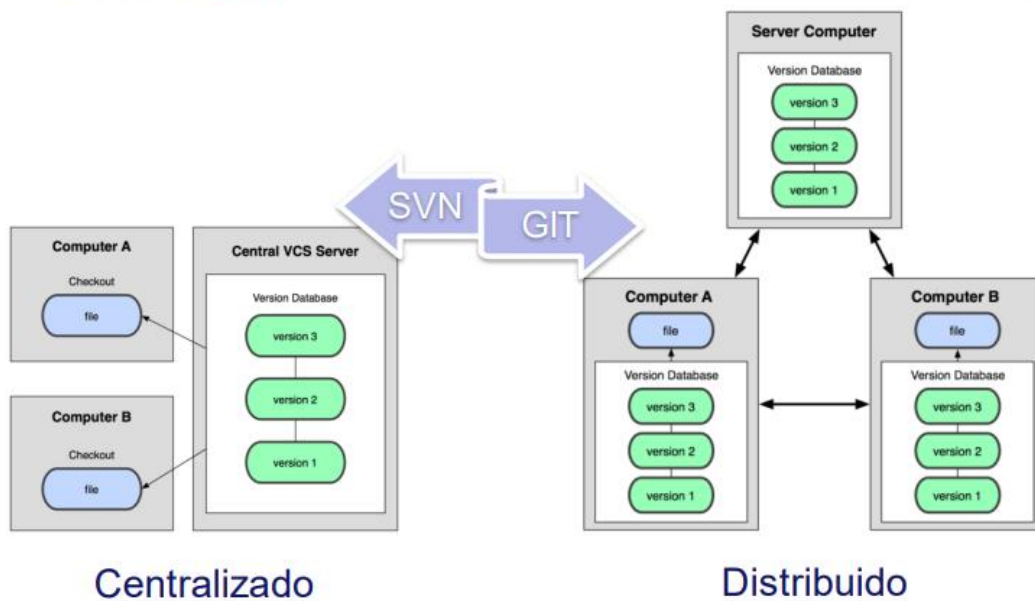 Computer A
Checkout
file
Computer B
Checkout
file
Central VCS Server
Version Database
version 3
version 2
version 1
Centralizado
SVN
GIT
Server Computer
Version Database
version 3
version 2
version 1
Computer A
file
Version Database
version 3
version 2
version 1
Computer B
file
Version Database
version 3
version 2
version 1
Distribuido